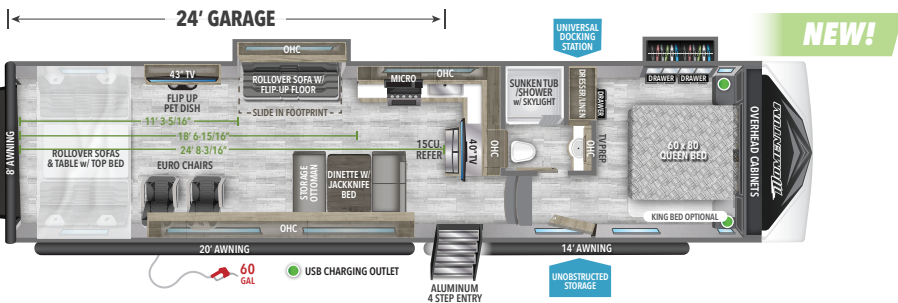 24' GARAGE
NEW!
UNIVERSAL
DOCKING
STATION
OHC
43" TV
FLIP UP
PET DISH
ROLLOVER SOFA W/
FLIP-UP FLOOR
SLIDE IN FOOTPRINT
MICRO
OHC
SUNKEN TUB
/SHOWER
w/ SKYLIGHT
DRESSER/LINEN
DRAWER
DRAWER
DRAWER
11' 3-5/16"
18' 6-15/16"
24' 8-3/16"
15CU.
REFER
40" TV
OHC
OHC
TV PREP
60 x 80
QUEEN BED
OVERHEAD CABINETS
MOMENTUM
8' AWNING
ROLLOVER SOFAS
& TABLE w. TOP BED
EURO CHAIRS
STORAGE
OTTOMAN
DINETTE W/
JACKKNIFE
BED
KING BED OPTIONAL
OHC
20' AWNING
14' AWNING
60
GAL
USB CHARGING OUTLET
ALUMINUM
4 STEP ENTRY
UNOBSTRUCTED
STORAGE